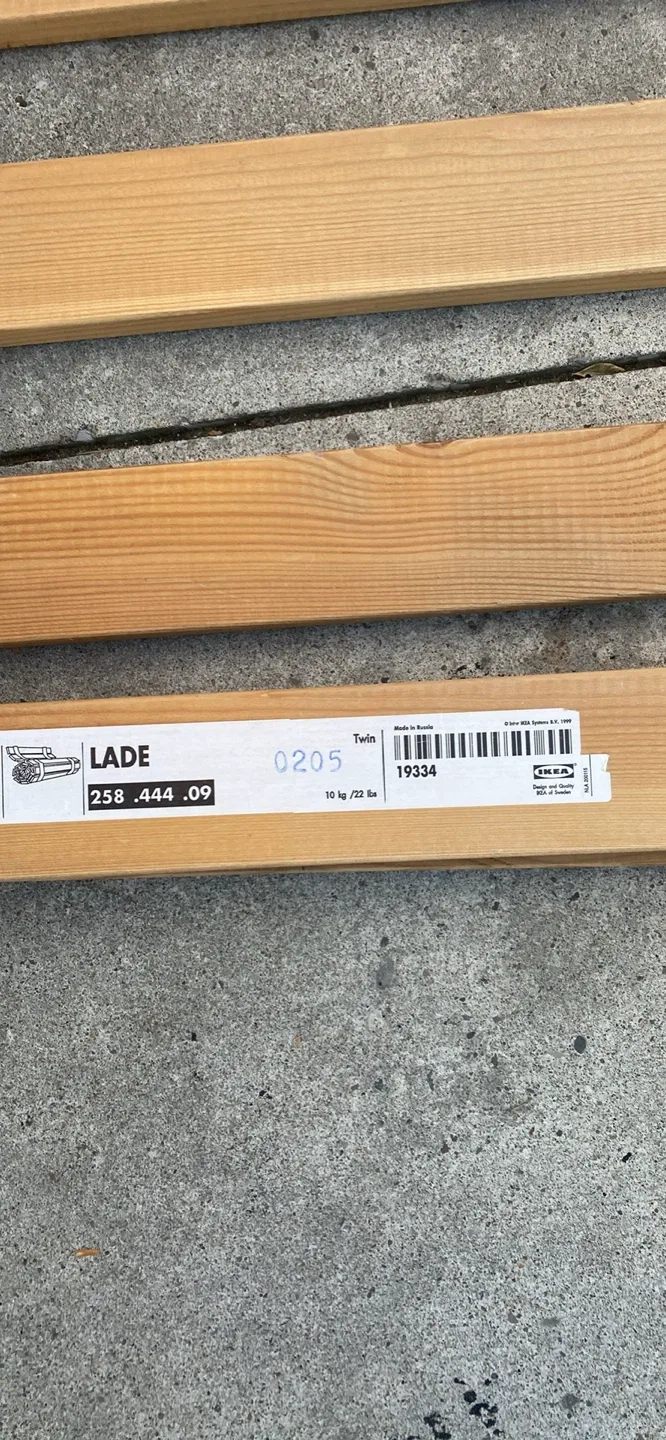 LADE
258 .444 .09
Twin
0205
10 kg /22 lbs
Made in Russia
© Inter IKEA Systems B.V. 1999
19334
IKEA®
Design and Quality
IKEA of Sweden